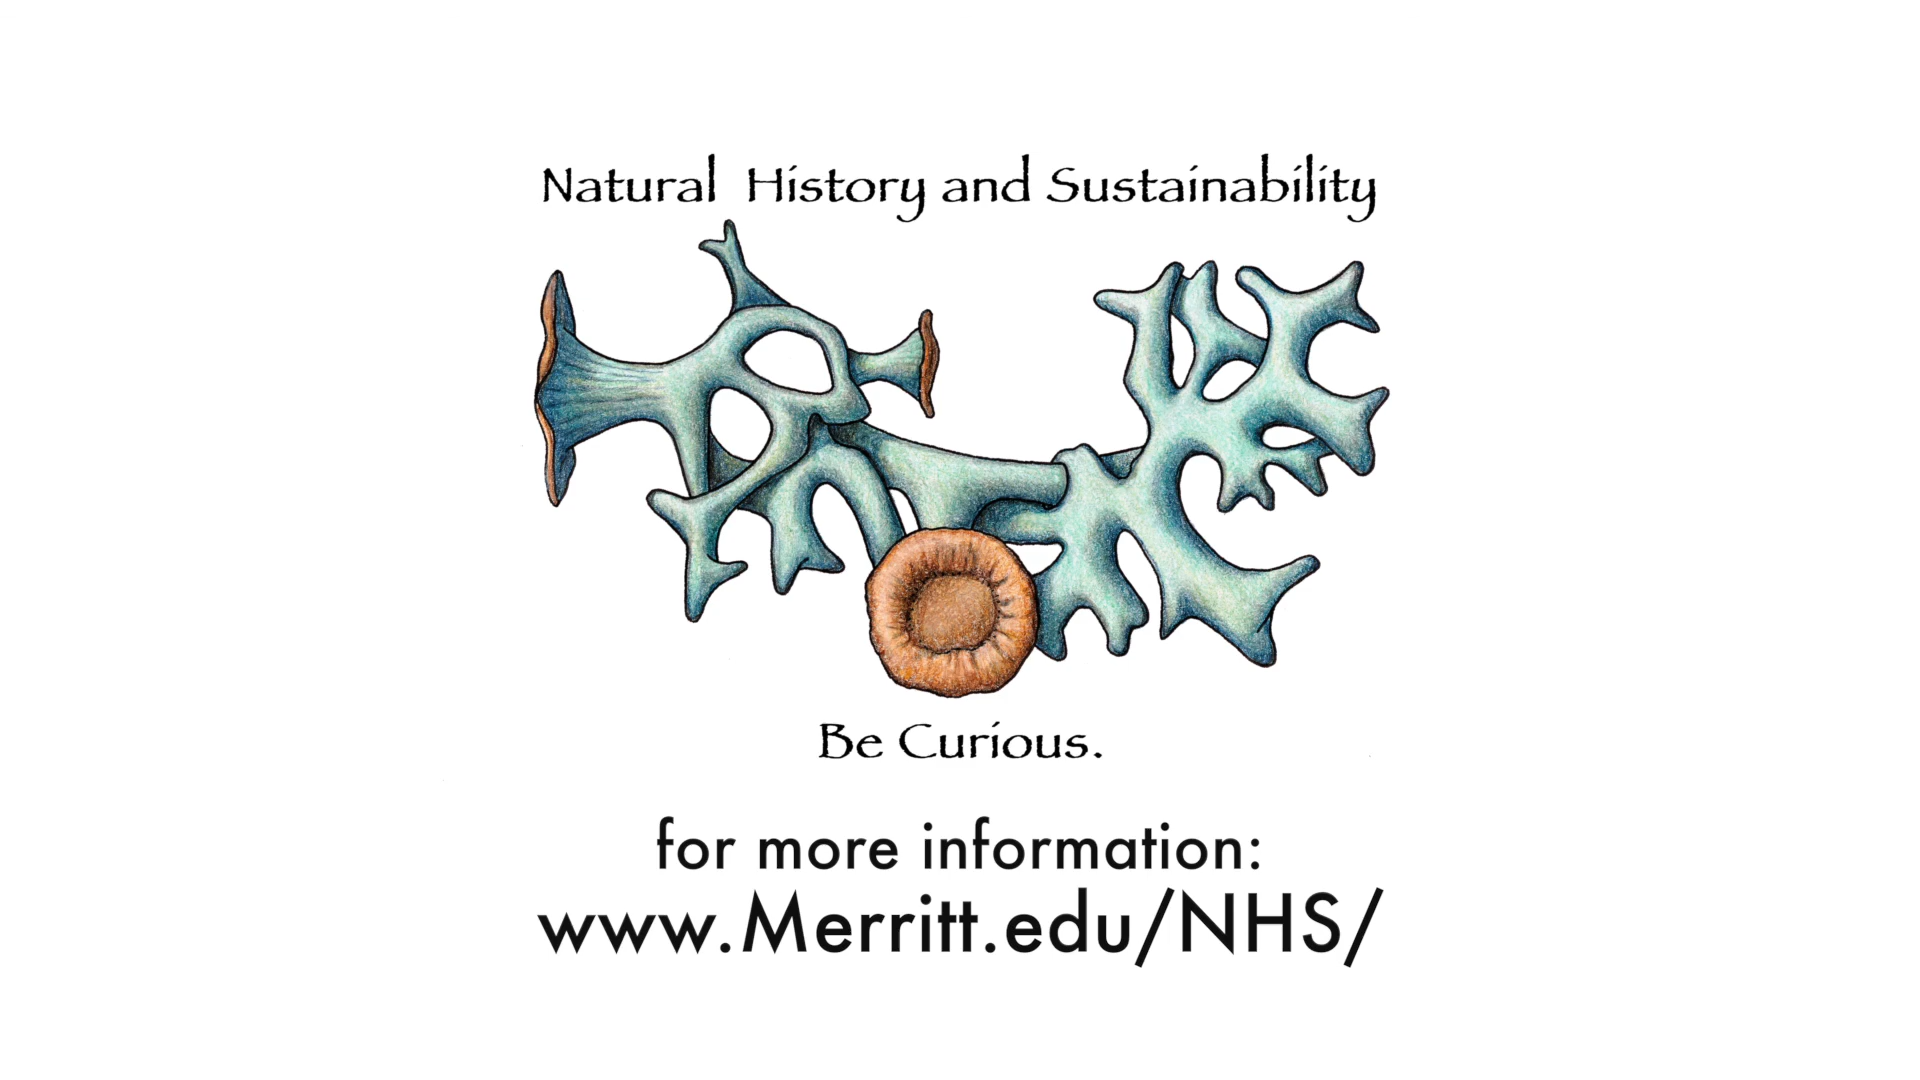 Natural History and Sustainability
Be Curious.
for more information:
www.Merritt.edu/NHS/